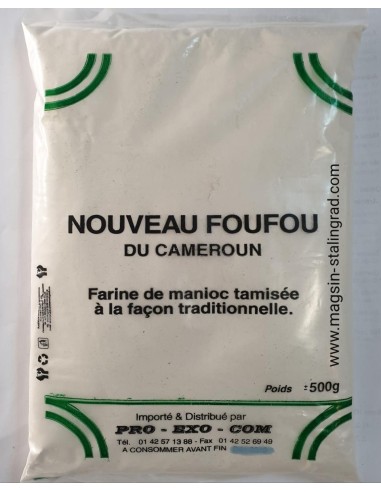 NOUVEAU FOUFOU
DU CAMEROUN
Farine de manioc tamisée
à la façon traditionnelle.
www.magsin-stalingrad.com
Poids : 500g
Importé & Distribué par
PRO - EXO - COM
Tél. 01 42 57 13 88 - Fax 01 42 52 69 49
A CONSOMMER AVANT FIN